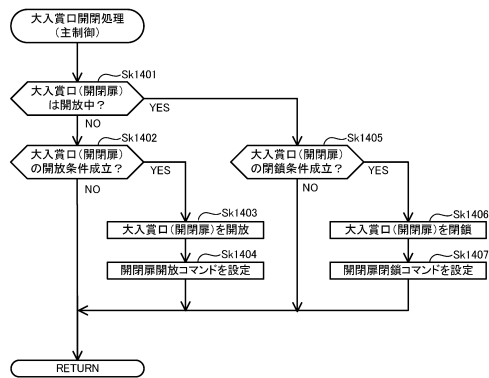 大入賞口開閉処理
(主制御)
Sk1401
大入賞口(開閉扉)
は開放中?
YES
NO
Sk1402
大入賞口(開閉扉)
の開放条件成立?
YES
NO
Sk1405
大入賞口(開閉扉)
の閉鎖条件成立?
YES
NO
Sk1403
大入賞口(開閉扉)を開放
Sk1404
開閉扉開放コマンドを設定
Sk1406
大入賞口(開閉扉)を閉鎖
Sk1407
開閉扉閉鎖コマンドを設定
RETURN